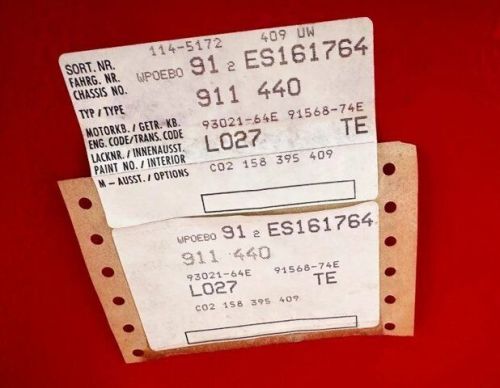 SORT.NR. 114-5172 409 UW
FAHRG. NR.
CHASSIS NO. WPOEBO 91 2 ES161764
TYP / TYPE 911 440
MOTORKB. / GETR. KB.
ENG. CODE/TRANS. CODE 93021-64E 91568-74E
LACKNR. / INNENAUSST.
PAINT NO. / INTERIOR L027 TE
M - AUSST. / OPTIONS C02 158 395 409
WPOEBO 91 2 ES161764
911 440
93021-64E 91568-74E
L027 TE
C02 158 395 409